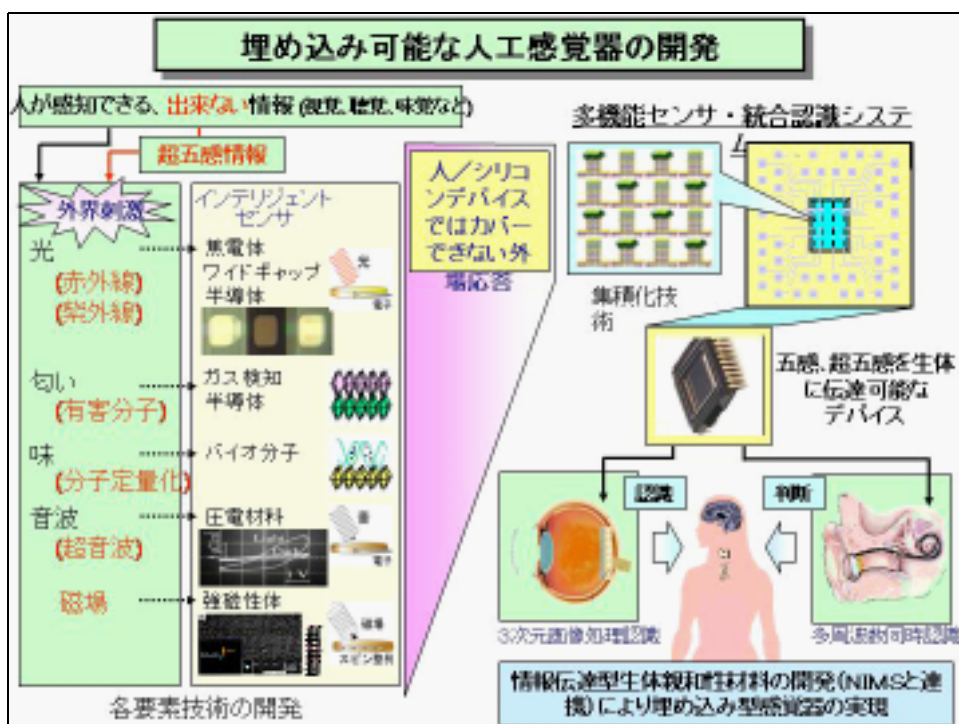 埋め込み可能な人工感覚器の開発
人が感知できる、出来ない情報(視覚、聴覚、味覚など)
超五感情報
外界刺激
光
(赤外線)
(紫外線)
匂い
(有害分子)
味
(分子定量化)
音波
(超音波)
磁場
インテリジェント
センサ
焦電体
ワイドギャップ
半導体
光
電子
ガス検知
半導体
バイオ分子
圧電材料
音
電子
強磁性体
磁場
スピン整列
各要素技術の開発
人/シリコ
ンデバイス
ではカバー
できない外
場応答
多機能センサ・統合認識システ
ム
集積化技
術
五感、超五感を生体
に伝達可能な
デバイス
認識
判断
3次元画像処理認識
多周波数同時認識
情報伝達型生体親和性材料の開発(NIMSと連
携)により埋め込み型感覚器の実現